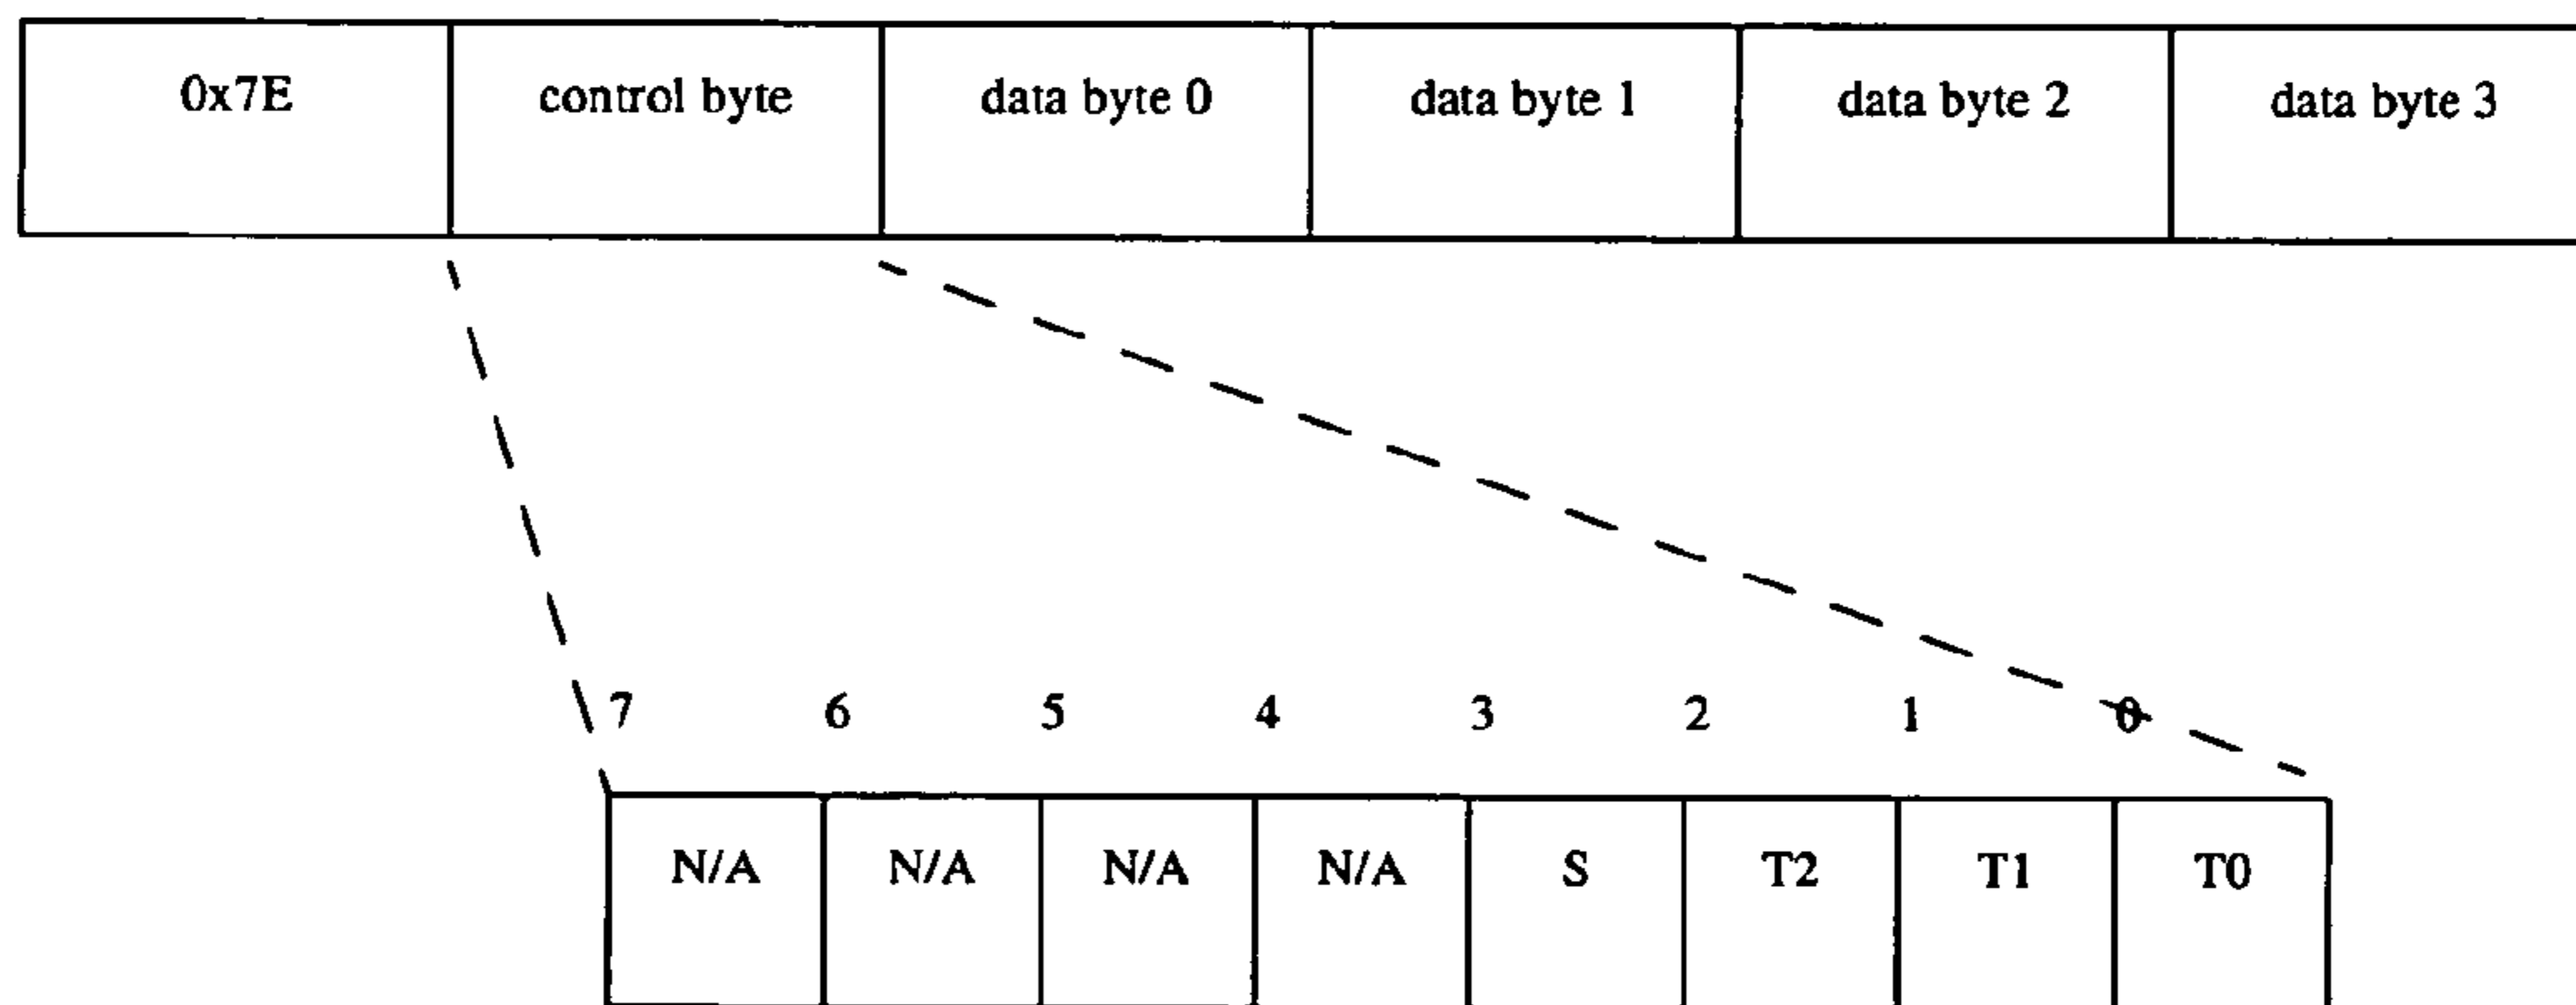 0x7E control byte data byte 0 data byte 1 data byte 2 data byte 3
7 6 5 4 3 2 1 0
N/A N/A N/A N/A S T2 T1 T0